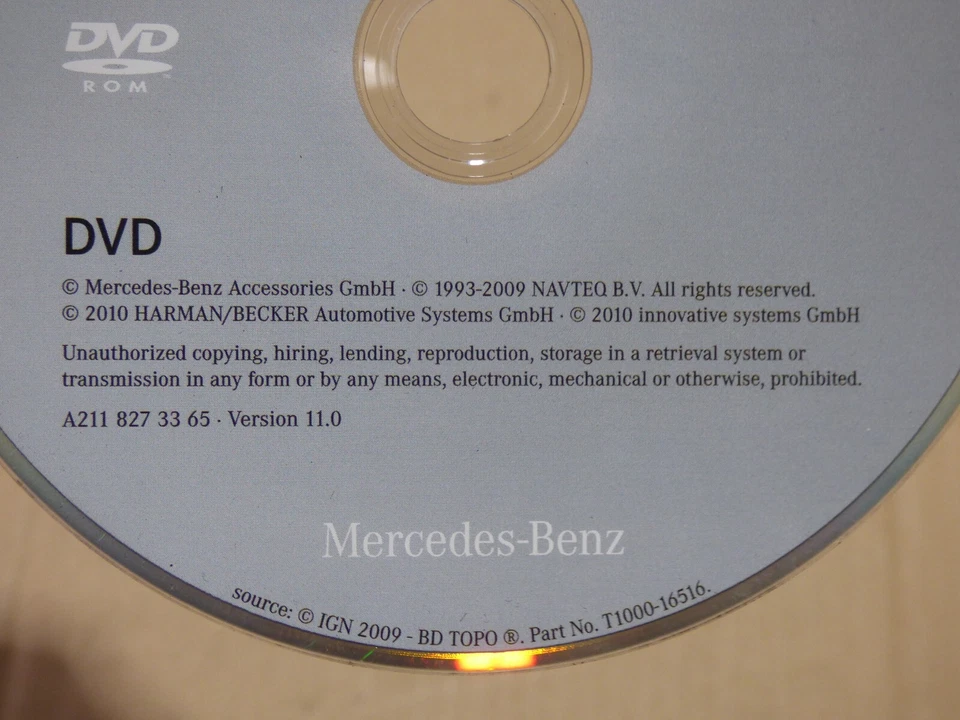 DVD
ROM
DVD
© Mercedes-Benz Accessories GmbH · © 1993-2009 NAVTEQ B.V. All rights reserved.
© 2010 HARMAN/BECKER Automotive Systems GmbH · © 2010 innovative systems GmbH
Unauthorized copying, hiring, lending, reproduction, storage in a retrieval system or
transmission in any form or by any means, electronic, mechanical or otherwise, prohibited.
A211 827 33 65 · Version 11.0
Mercedes-Benz
source: © IGN 2009 - BD TOPO ®. Part No. T1000-16516.